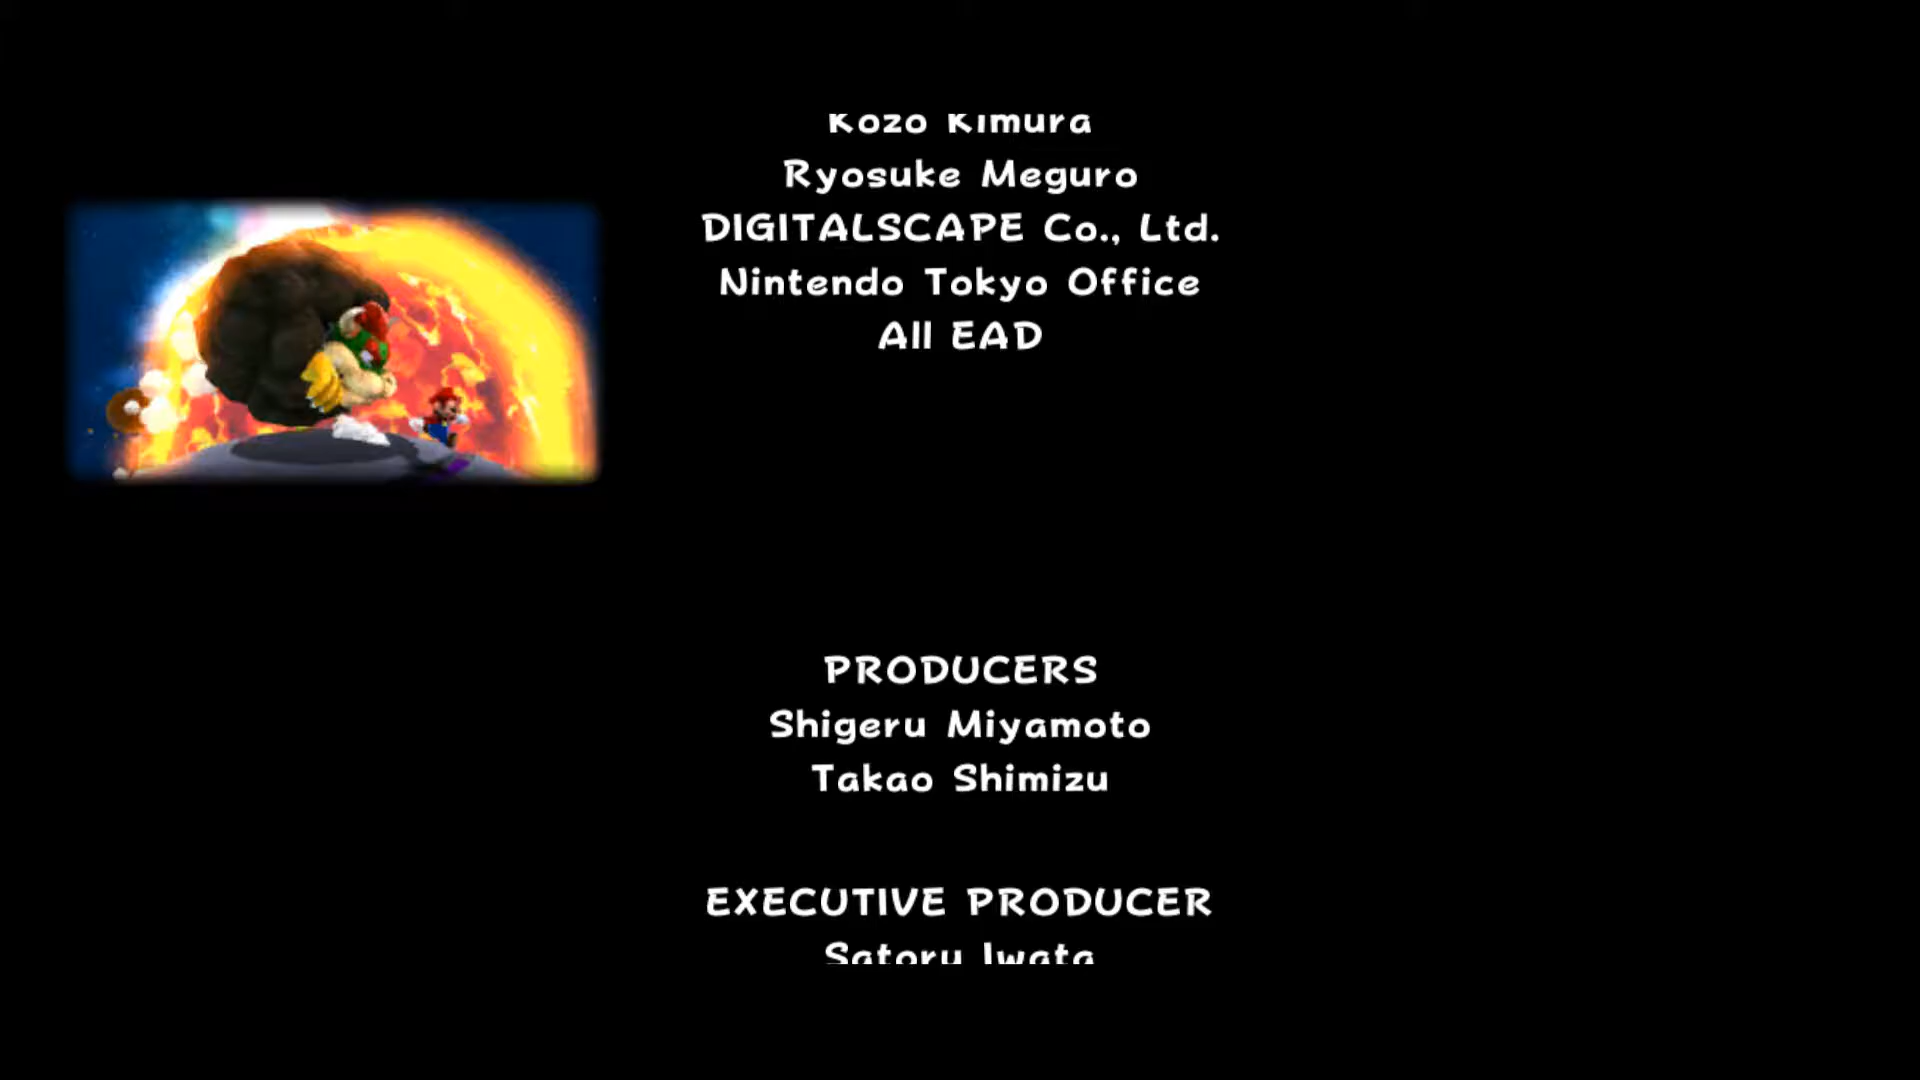 Kozo Kimura
Ryosuke Meguro
DIGITALSCAPE Co., Ltd.
Nintendo Tokyo Office
All EAD
PRODUCERS
Shigeru Miyamoto
Takao Shimizu
EXECUTIVE PRODUCER
Satoru Iwata